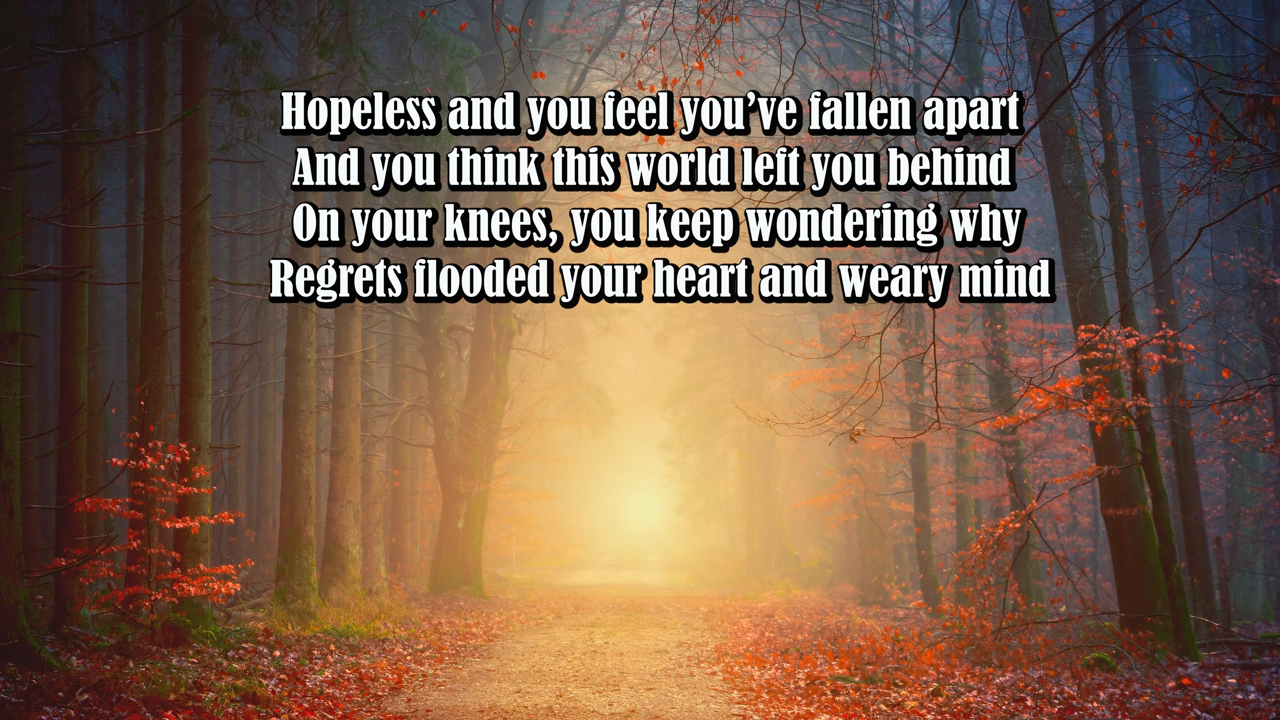 Hopeless and you feel you’ve fallen apart
And you think this world left you behind
On your knees, you keep wondering why
Regrets flooded your heart and weary mind